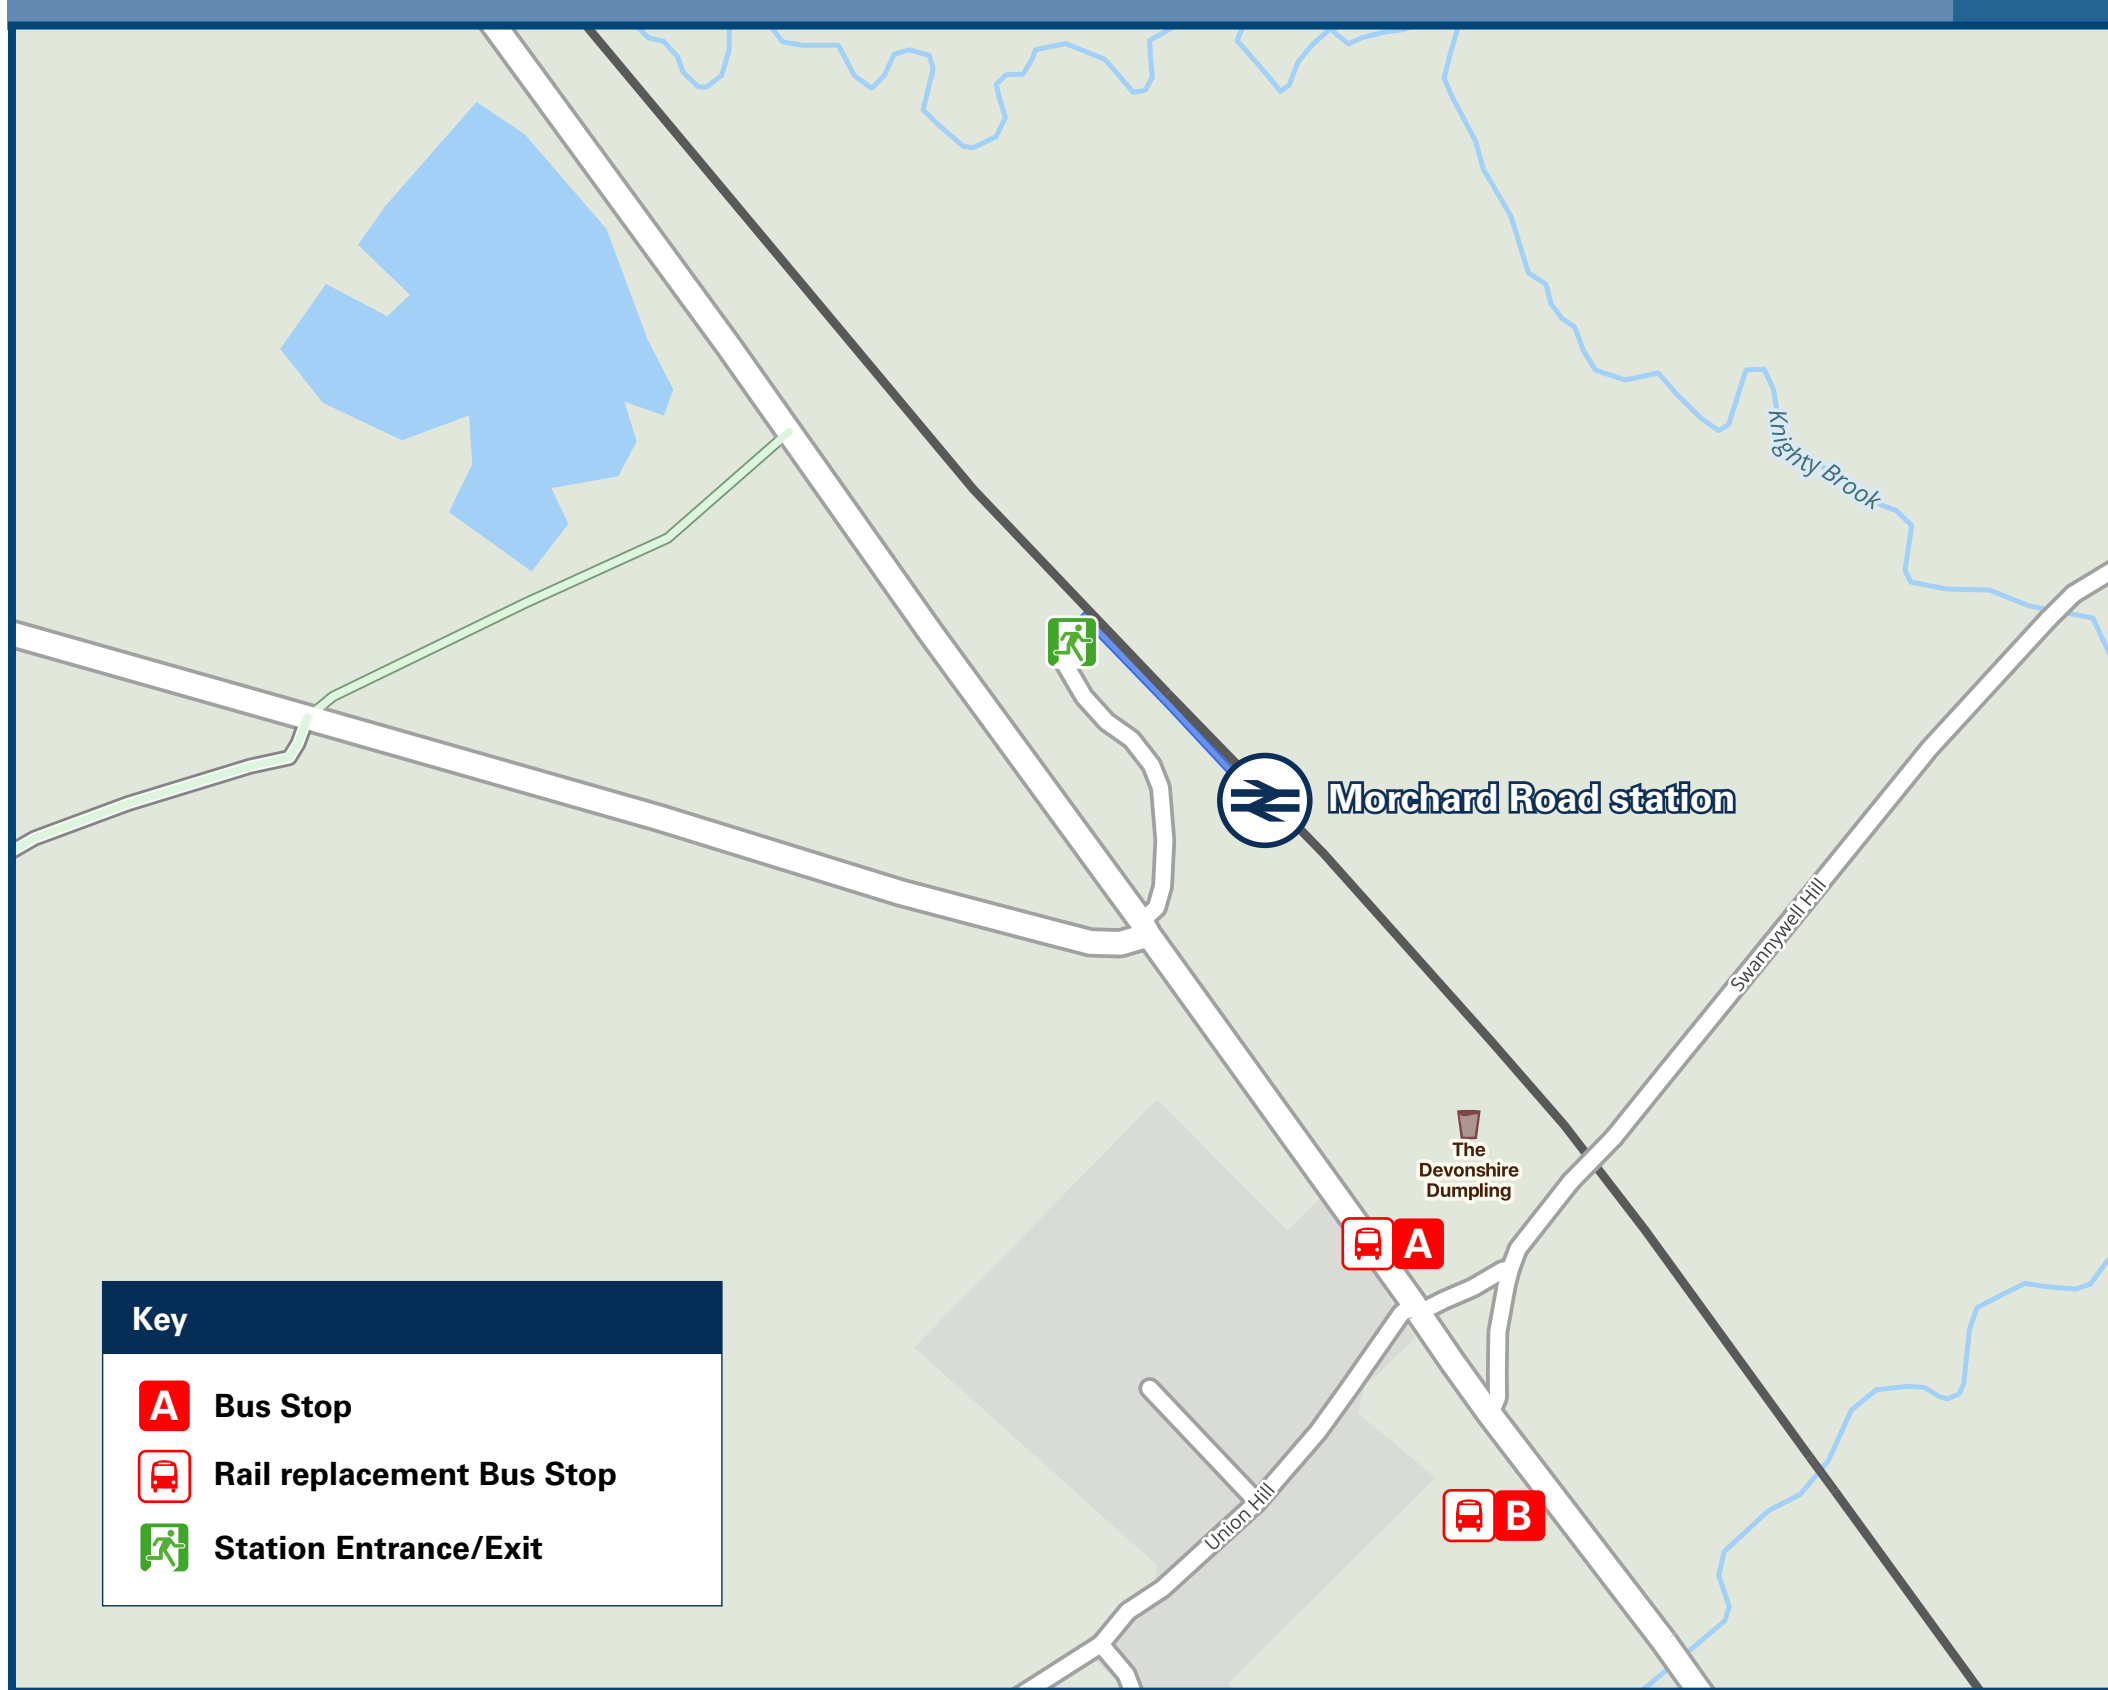 Knighty Brook
Morchard Road station
Swannywell Hill
The
Devonshire
Dumpling
A
Union Hill
B
Key
A Bus Stop
Rail replacement Bus Stop
Station Entrance/Exit